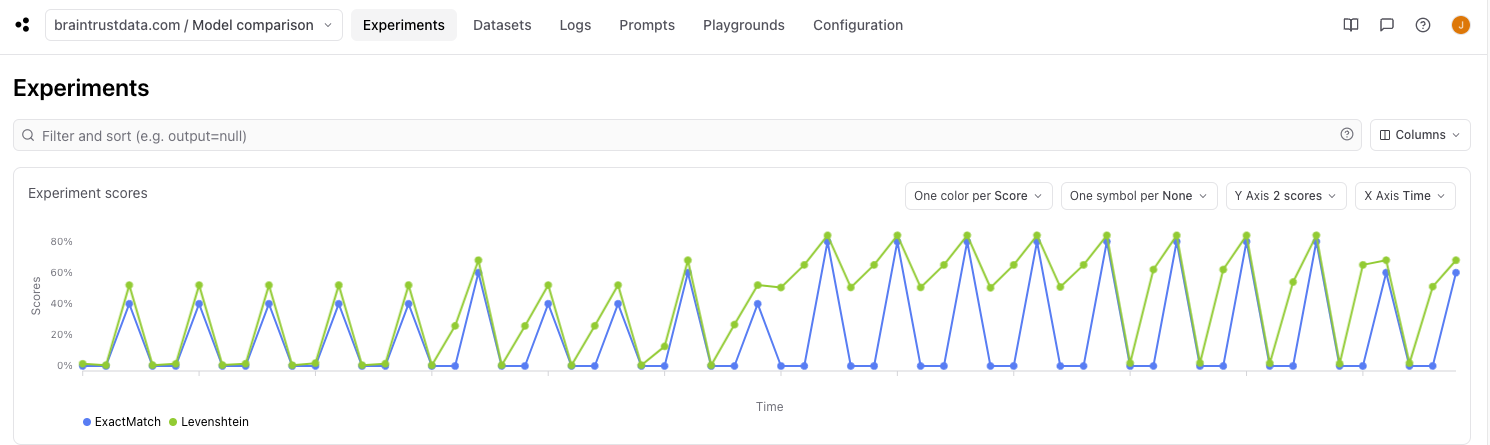 braintrustdata.com / Model comparison
Experiments
Datasets
Logs
Prompts
Playgrounds
Configuration
J
Experiments
Filter and sort (e.g. output=null)
Columns
Experiment scores
One color per Score
One symbol per None
Y Axis 2 scores
X Axis Time
80%
60%
40%
20%
0%
Scores
Time
ExactMatch
Levenshtein